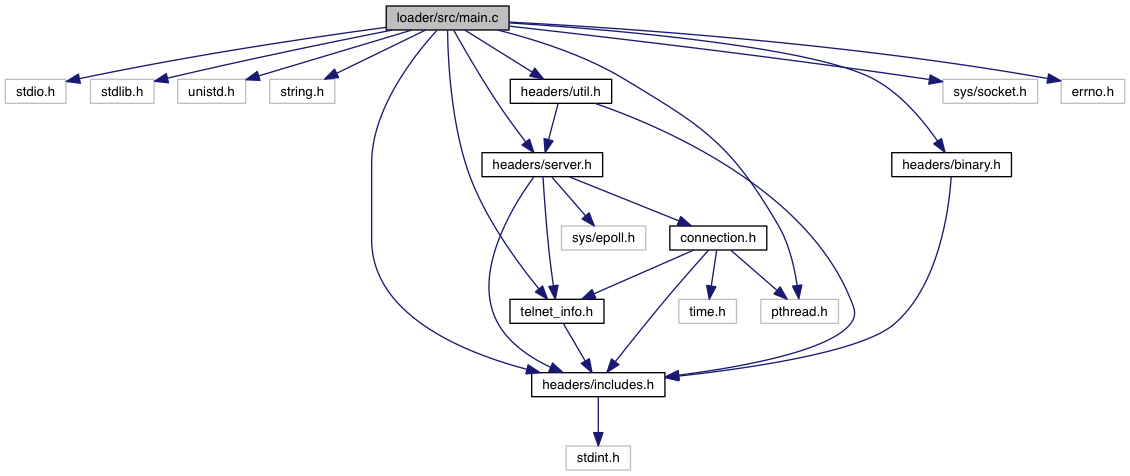 loader/src/main.c
stdio.h
stdlib.h
unistd.h
string.h
headers/util.h
sys/socket.h
errno.h
headers/server.h
headers/binary.h
sys/epoll.h
connection.h
telnet_info.h
time.h
pthread.h
headers/includes.h
stdint.h